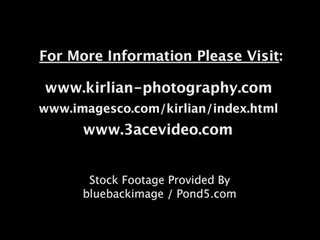 For More Information Please Visit:
www.kirlian-photography.com
www.imagesco.com/kirlian/index.html
www.3acevideo.com
Stock Footage Provided By
bluebackimage / Pond5.com